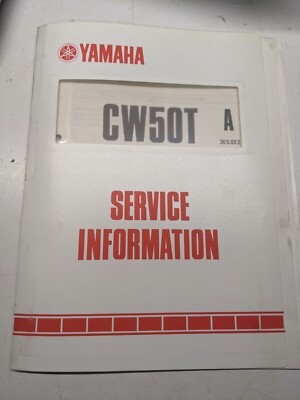 YAMAHA
CW50T A
SERVICE
INFORMATION